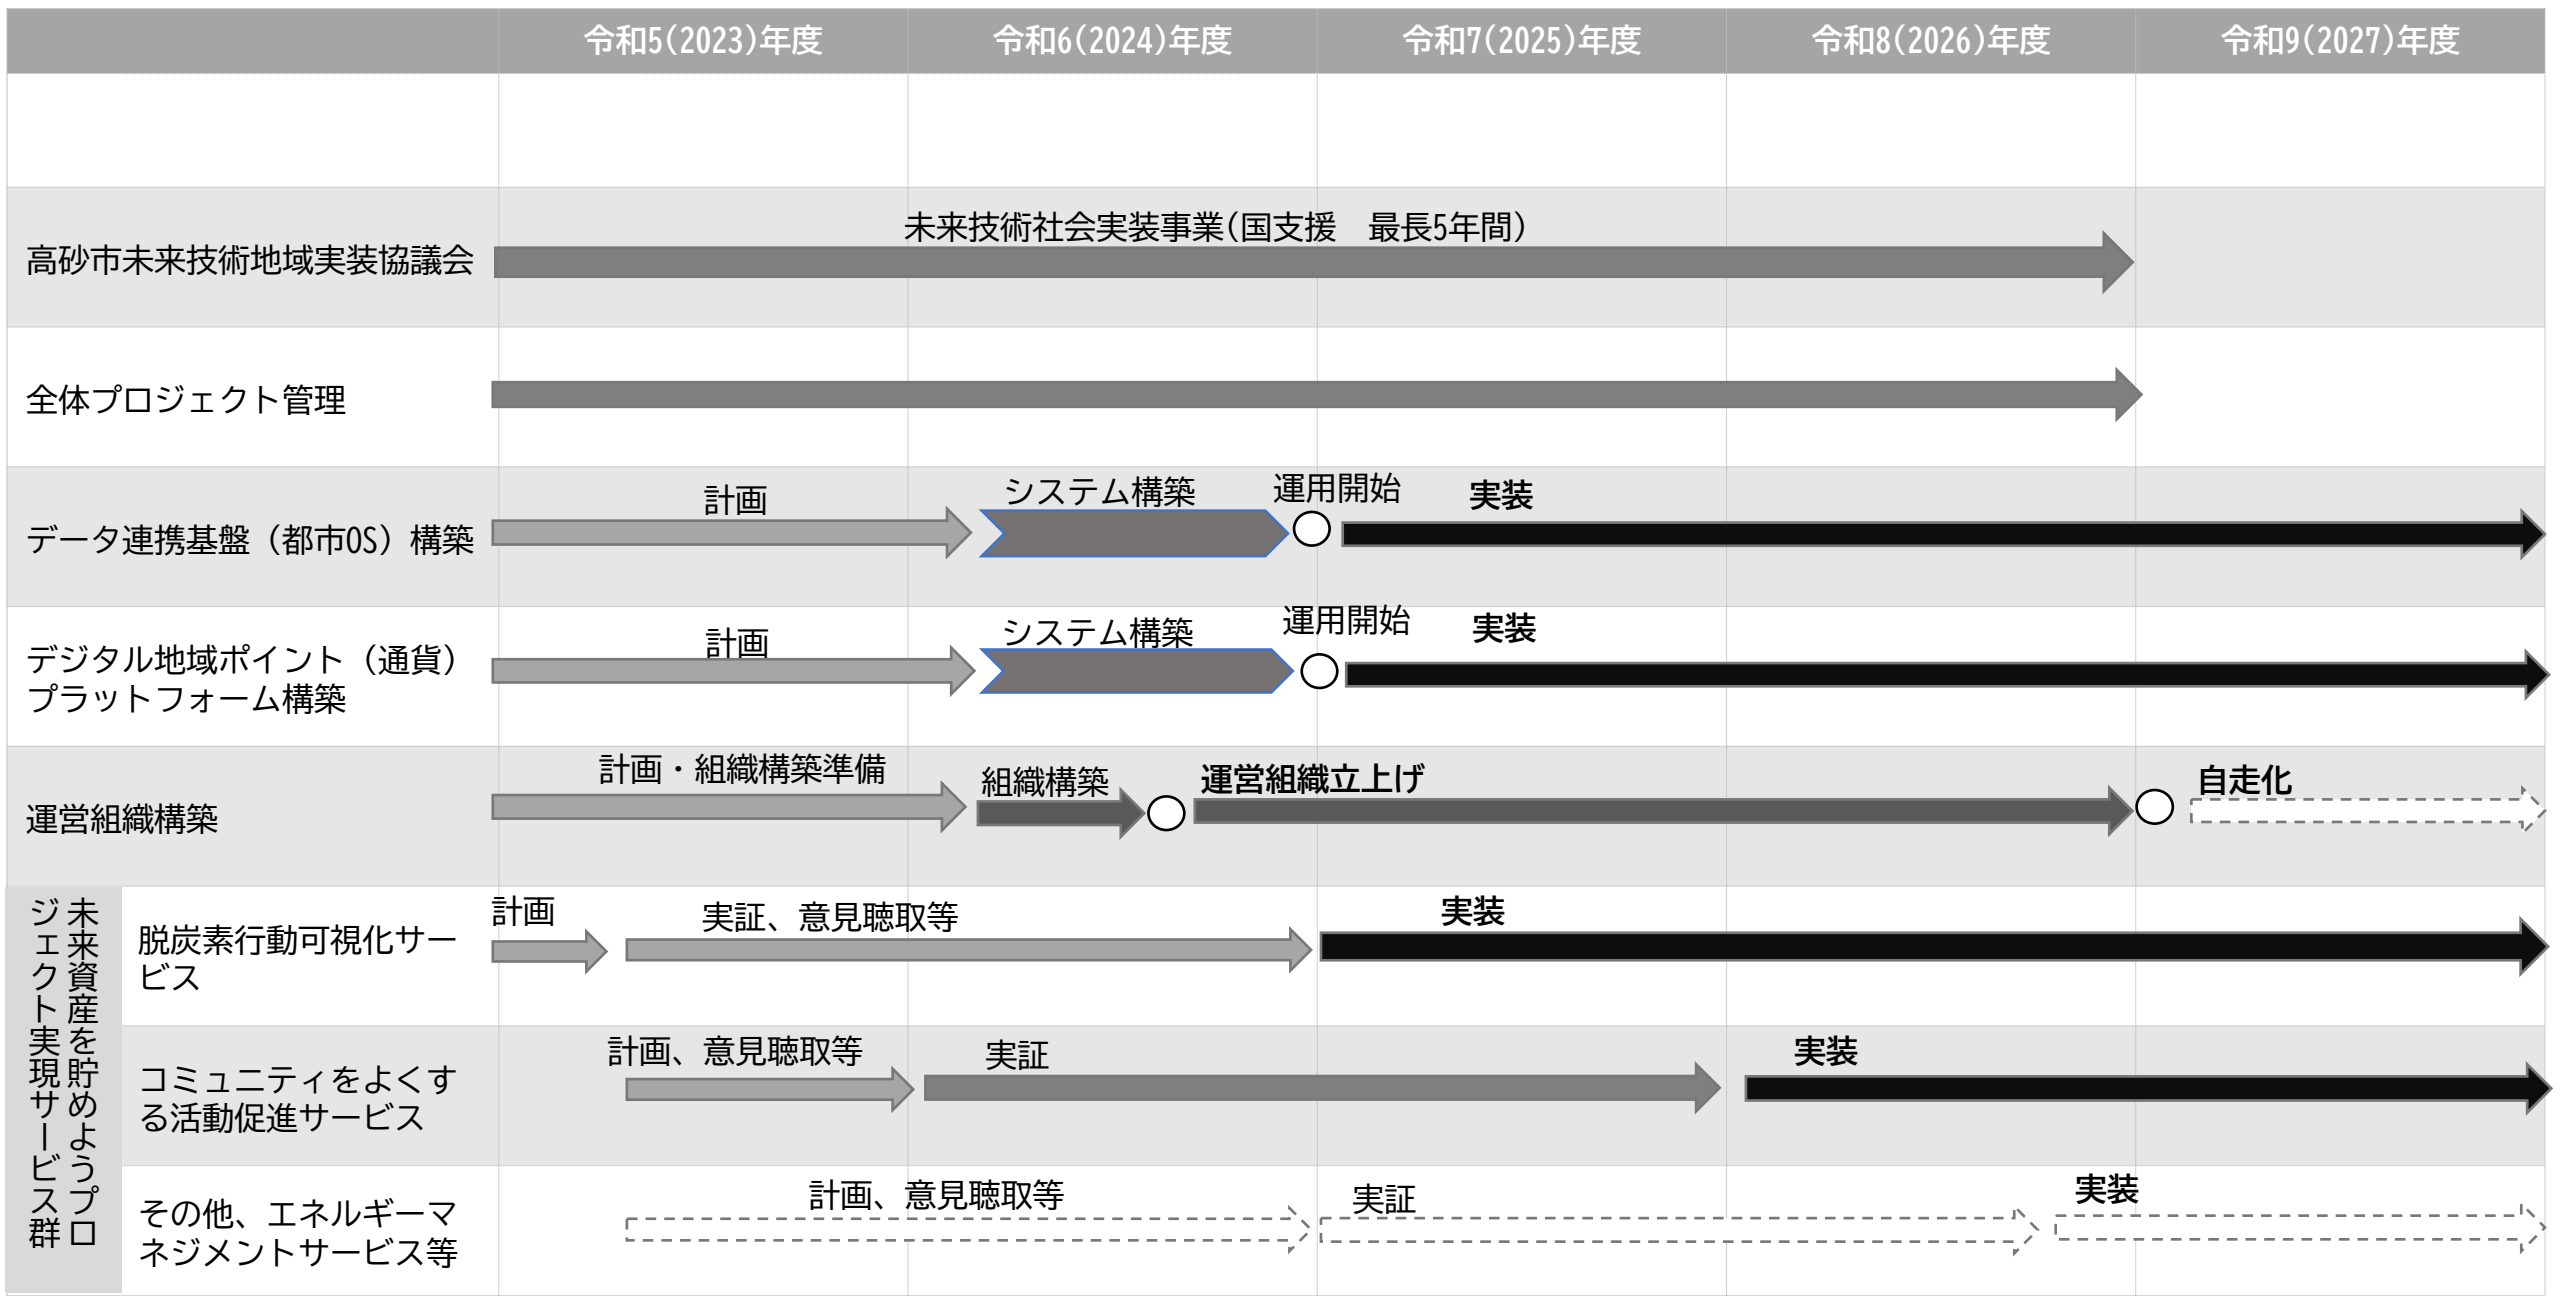 令和5(2023)年度
令和6(2024)年度
令和7(2025)年度
令和8(2026)年度
令和9(2027)年度
高砂市未来技術地域実装協議会
未来技術社会実装事業(国支援　最長5年間)
全体プロジェクト管理
データ連携基盤（都市OS）構築
計画
システム構築
運用開始
実装
デジタル地域ポイント（通貨）
プラットフォーム構築
計画
システム構築
運用開始
実装
運営組織構築
計画・組織構築準備
組織構築
運営組織立上げ
自走化
未来資産を貯めようプロ
ジェクト実現サービス群
脱炭素行動可視化サー
ビス
計画
実証、意見聴取等
実装
コミュニティをよくす
る活動促進サービス
計画、意見聴取等
実証
実装
その他、エネルギーマ
ネジメントサービス等
計画、意見聴取等
実証
実装